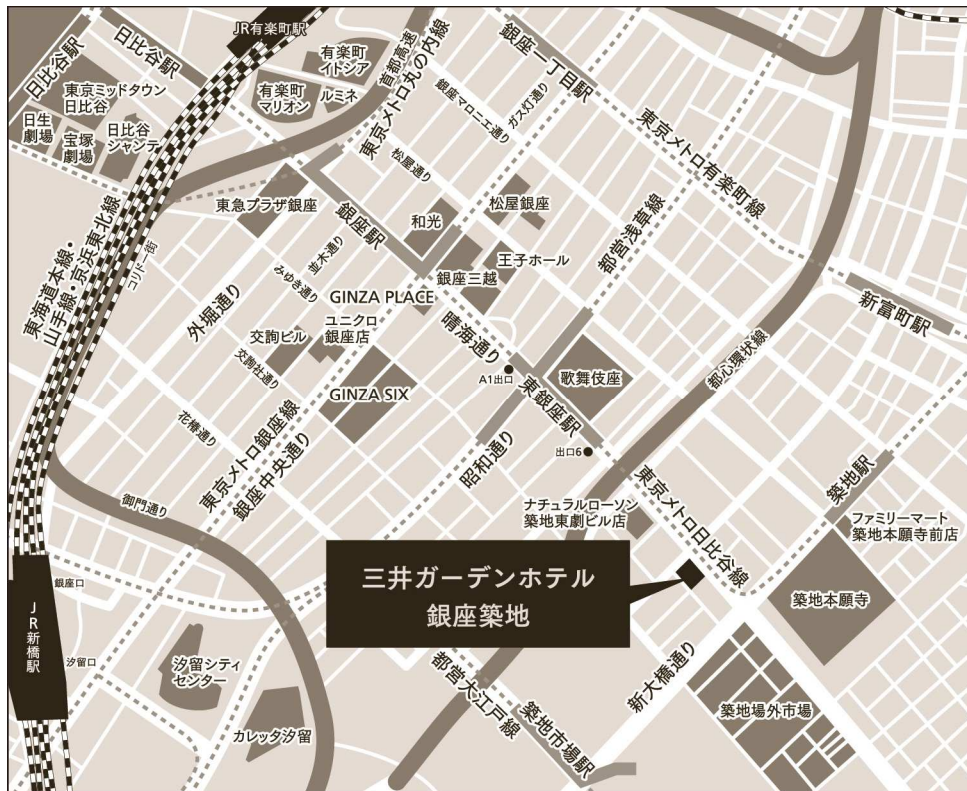 JR有楽町駅
日比谷駅
日比谷駅
東京ミッドタウン
日比谷
日生
劇場
宝塚
劇場
日比谷
シャンテ
有楽町
イトシア
有楽町
マリオン
ルミネ
首都高速
東京メトロ丸の内線
銀座マロニエ通り
ガス灯通り
銀座一丁目駅
東京メトロ有楽町線
松屋通り
東急プラザ銀座
銀座駅
和光
松屋銀座
都営浅草線
王子ホール
銀座三越
並木通り
みゆき通り
GINZA PLACE
東海道本線・
山手線・京浜東北線
コリドー街
外堀通り
交詢ビル
ユニクロ
銀座店
晴海通り
新富町駅
都心環状線
交詢社通り
A1出口
歌舞伎座
GINZA SIX
東銀座駅
花椿通り
東京メトロ銀座線
銀座中央通り
昭和通り
出口6
東京メトロ日比谷線
築地駅
御門通り
ナチュラルローソン
築地東劇ビル店
ファミリーマート
築地本願寺前店
三井ガーデンホテル
銀座築地
築地本願寺
銀座口
JR新橋駅
汐留口
汐留シティ
センター
カレッタ汐留
都営大江戸線
築地市場駅
新大橋通り
築地場外市場